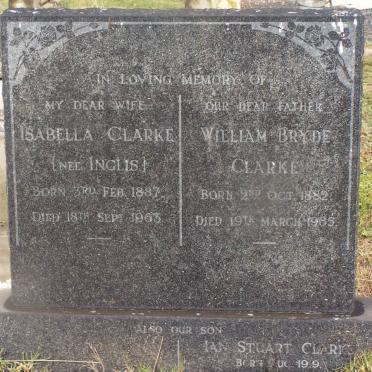 IN LOVING MEMORY OF
MY DEAR WIFE
ISABELLA CLARKE
(NEE INGLIS)
BORN 3RD FEB. 1887
DIED 18TH SEPT. 1963
OUR DEAR FATHER
WILLIAM BRYDE
CLARKE
BORN 2ND OCT. 1882
DIED 19TH MARCH 1965
ALSO OUR SON
IAN STUART
BORN